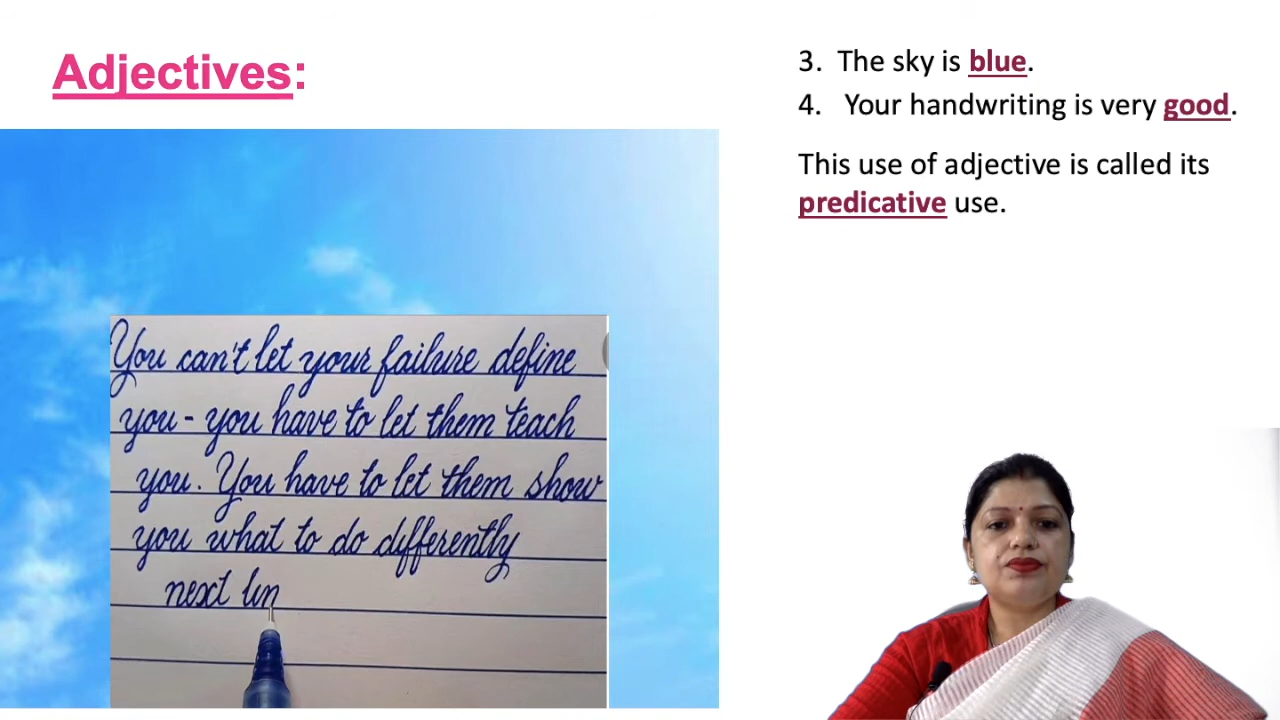 Adjectives:
3. The sky is blue.
4. Your handwriting is very good.
This use of adjective is called its
predicative use.
You can't let your failure define
you - you have to let them teach
you. You have to let them show
you what to do differently
next